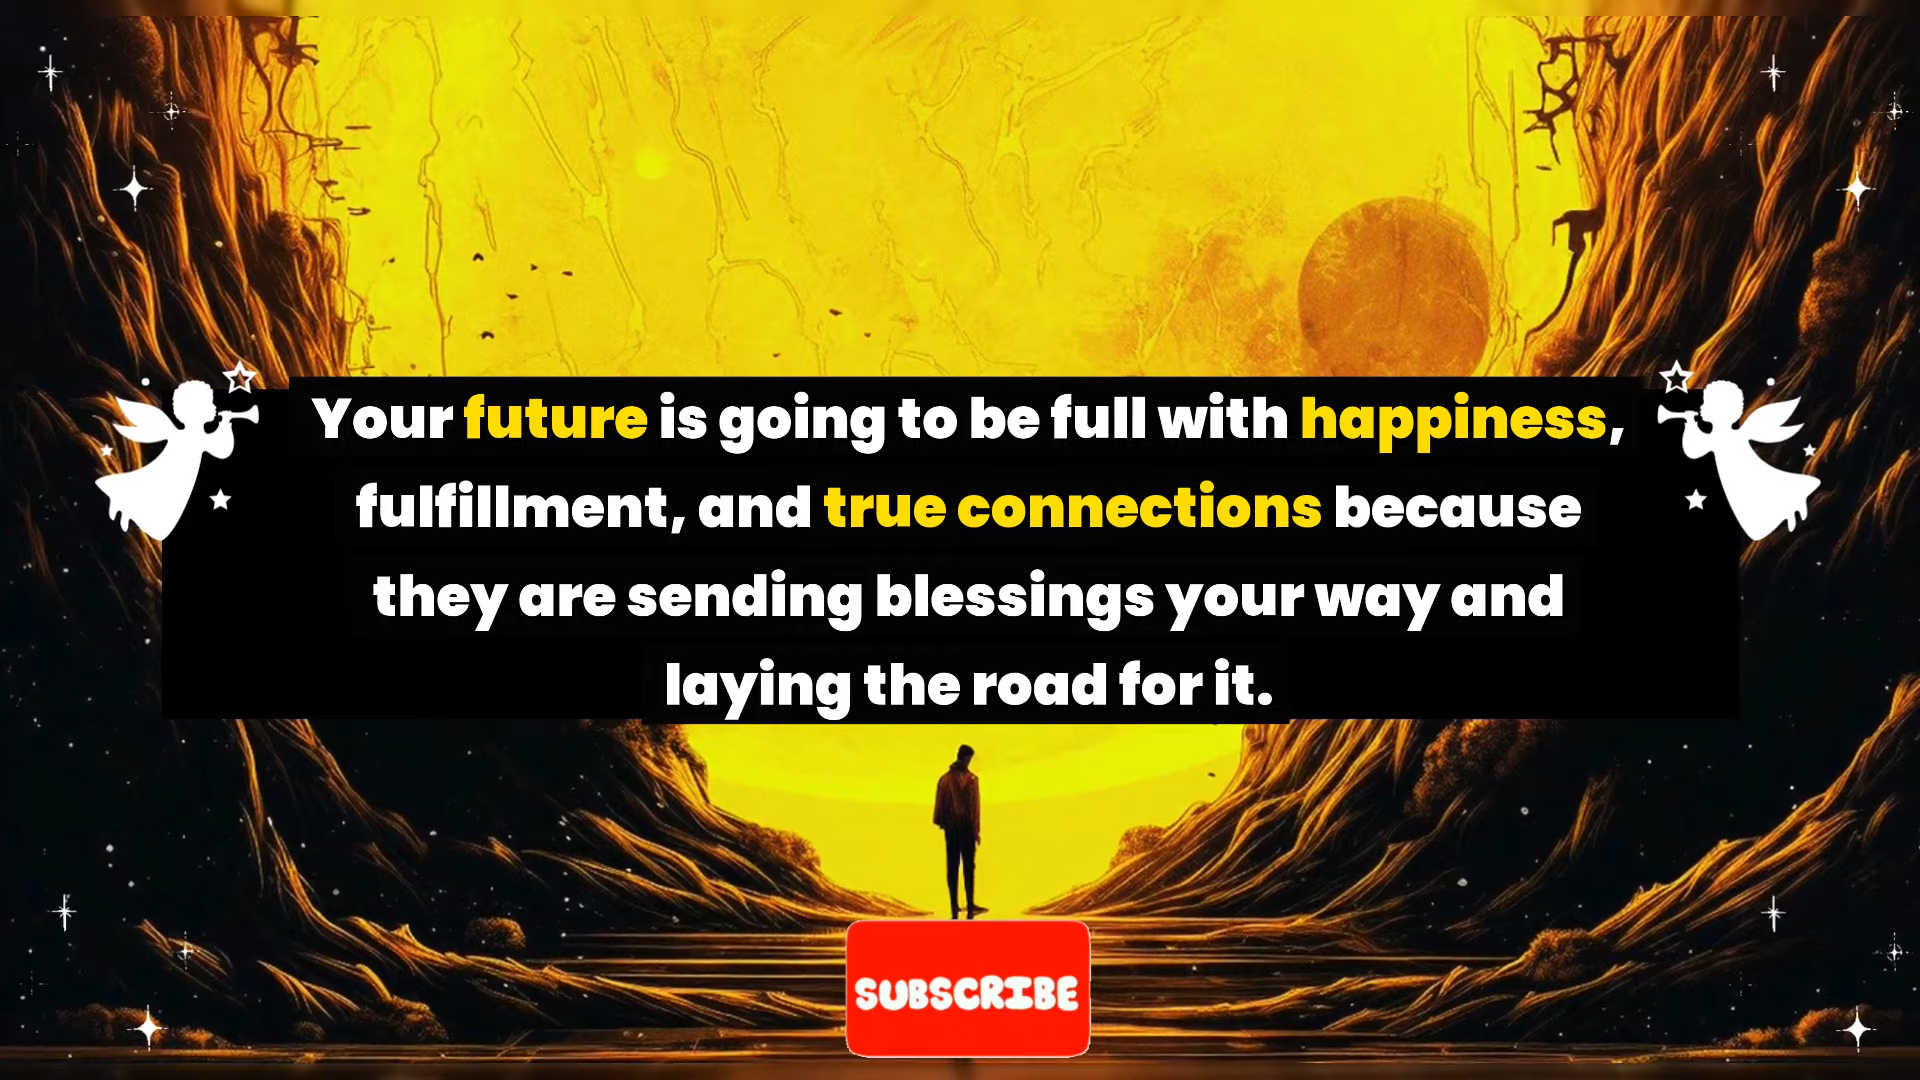 Your future is going to be full with happiness,
fulfillment, and true connections because
they are sending blessings your way and
laying the road for it.
SUBSCRIBE